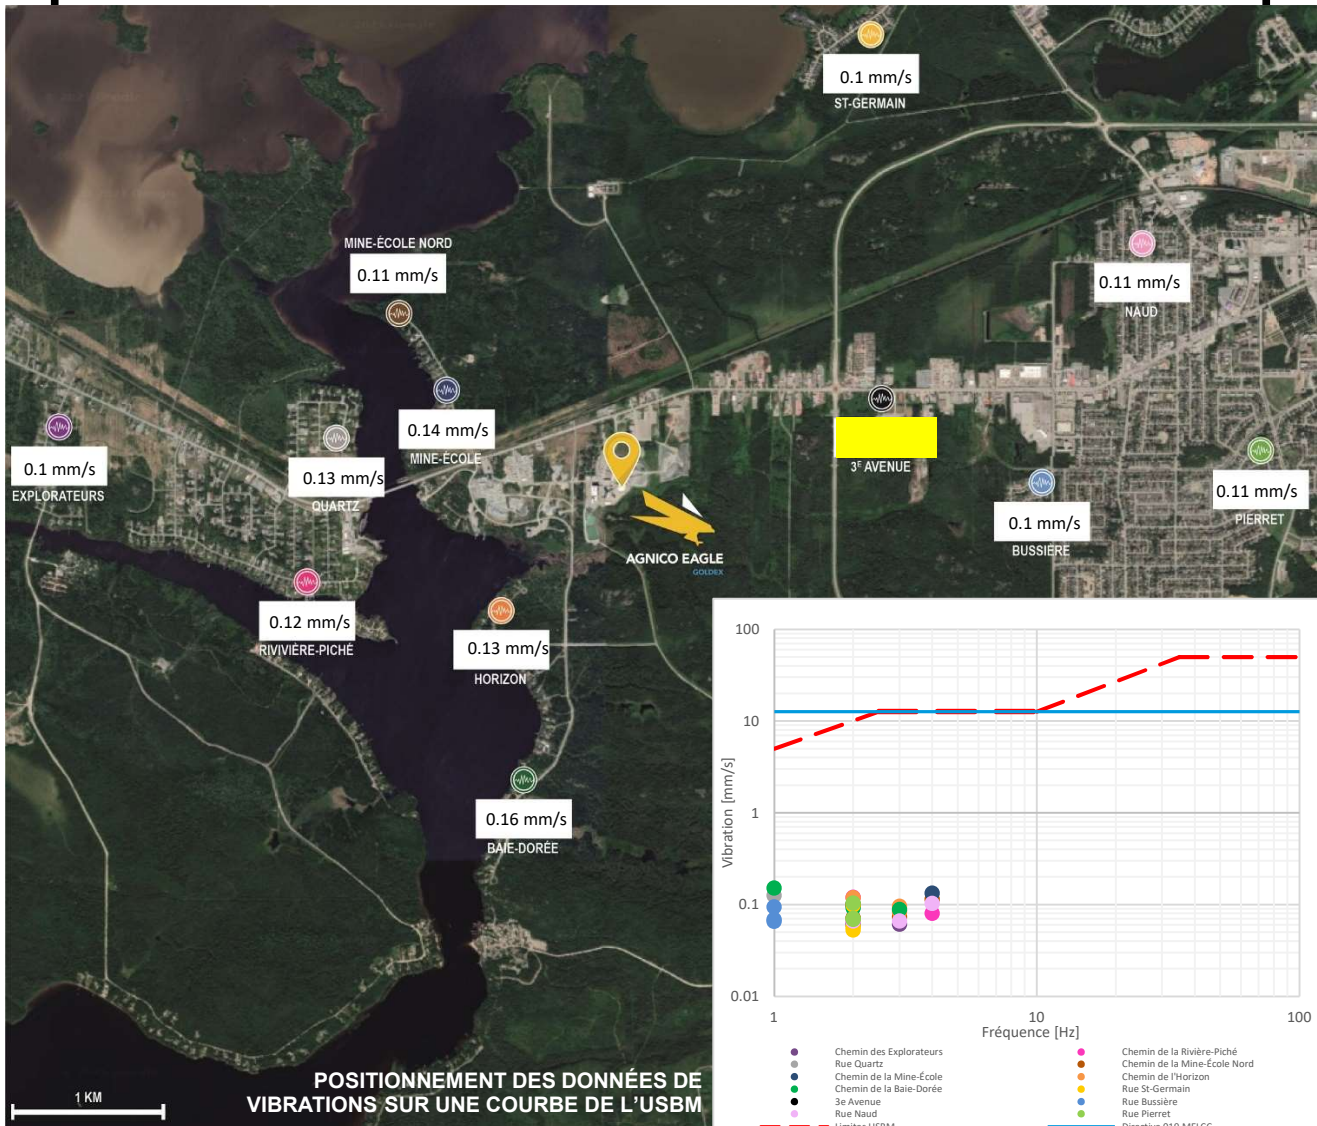 0.1 mm/s
ST-GERMAIN
MINE-ÉCOLE NORD
0.11 mm/s
0.11 mm/s
NAUD
0.14 mm/s
MINE-ÉCOLE
0.1 mm/s
EXPLORATEURS
0.13 mm/s
QUARTZ
3E AVENUE
0.11 mm/s
PIERRET
0.1 mm/s
BUSSIÈRE
AGNICO EAGLE
GOLDEX
0.12 mm/s
RIVIVIÈRE-PICHÉ
0.13 mm/s
HORIZON
0.16 mm/s
BAIE-DORÉE
POSITIONNEMENT DES DONNÉES DE
VIBRATIONS SUR UNE COURBE DE L'USBM
1 KM
Vibration [mm/s]
100
10
1
0.1
0.01
1 10 100
Fréquence [Hz]
Chemin des Explorateurs
Chemin de la Rivière-Piché
Rue Quartz
Chemin de la Mine-École Nord
Chemin de la Mine-École
Chemin de l'Horizon
Chemin de la Baie-Dorée
Rue St-Germain
3e Avenue
Rue Bussière
Rue Naud
Rue Pierret
Limites USBM
Directive 019 MELCC